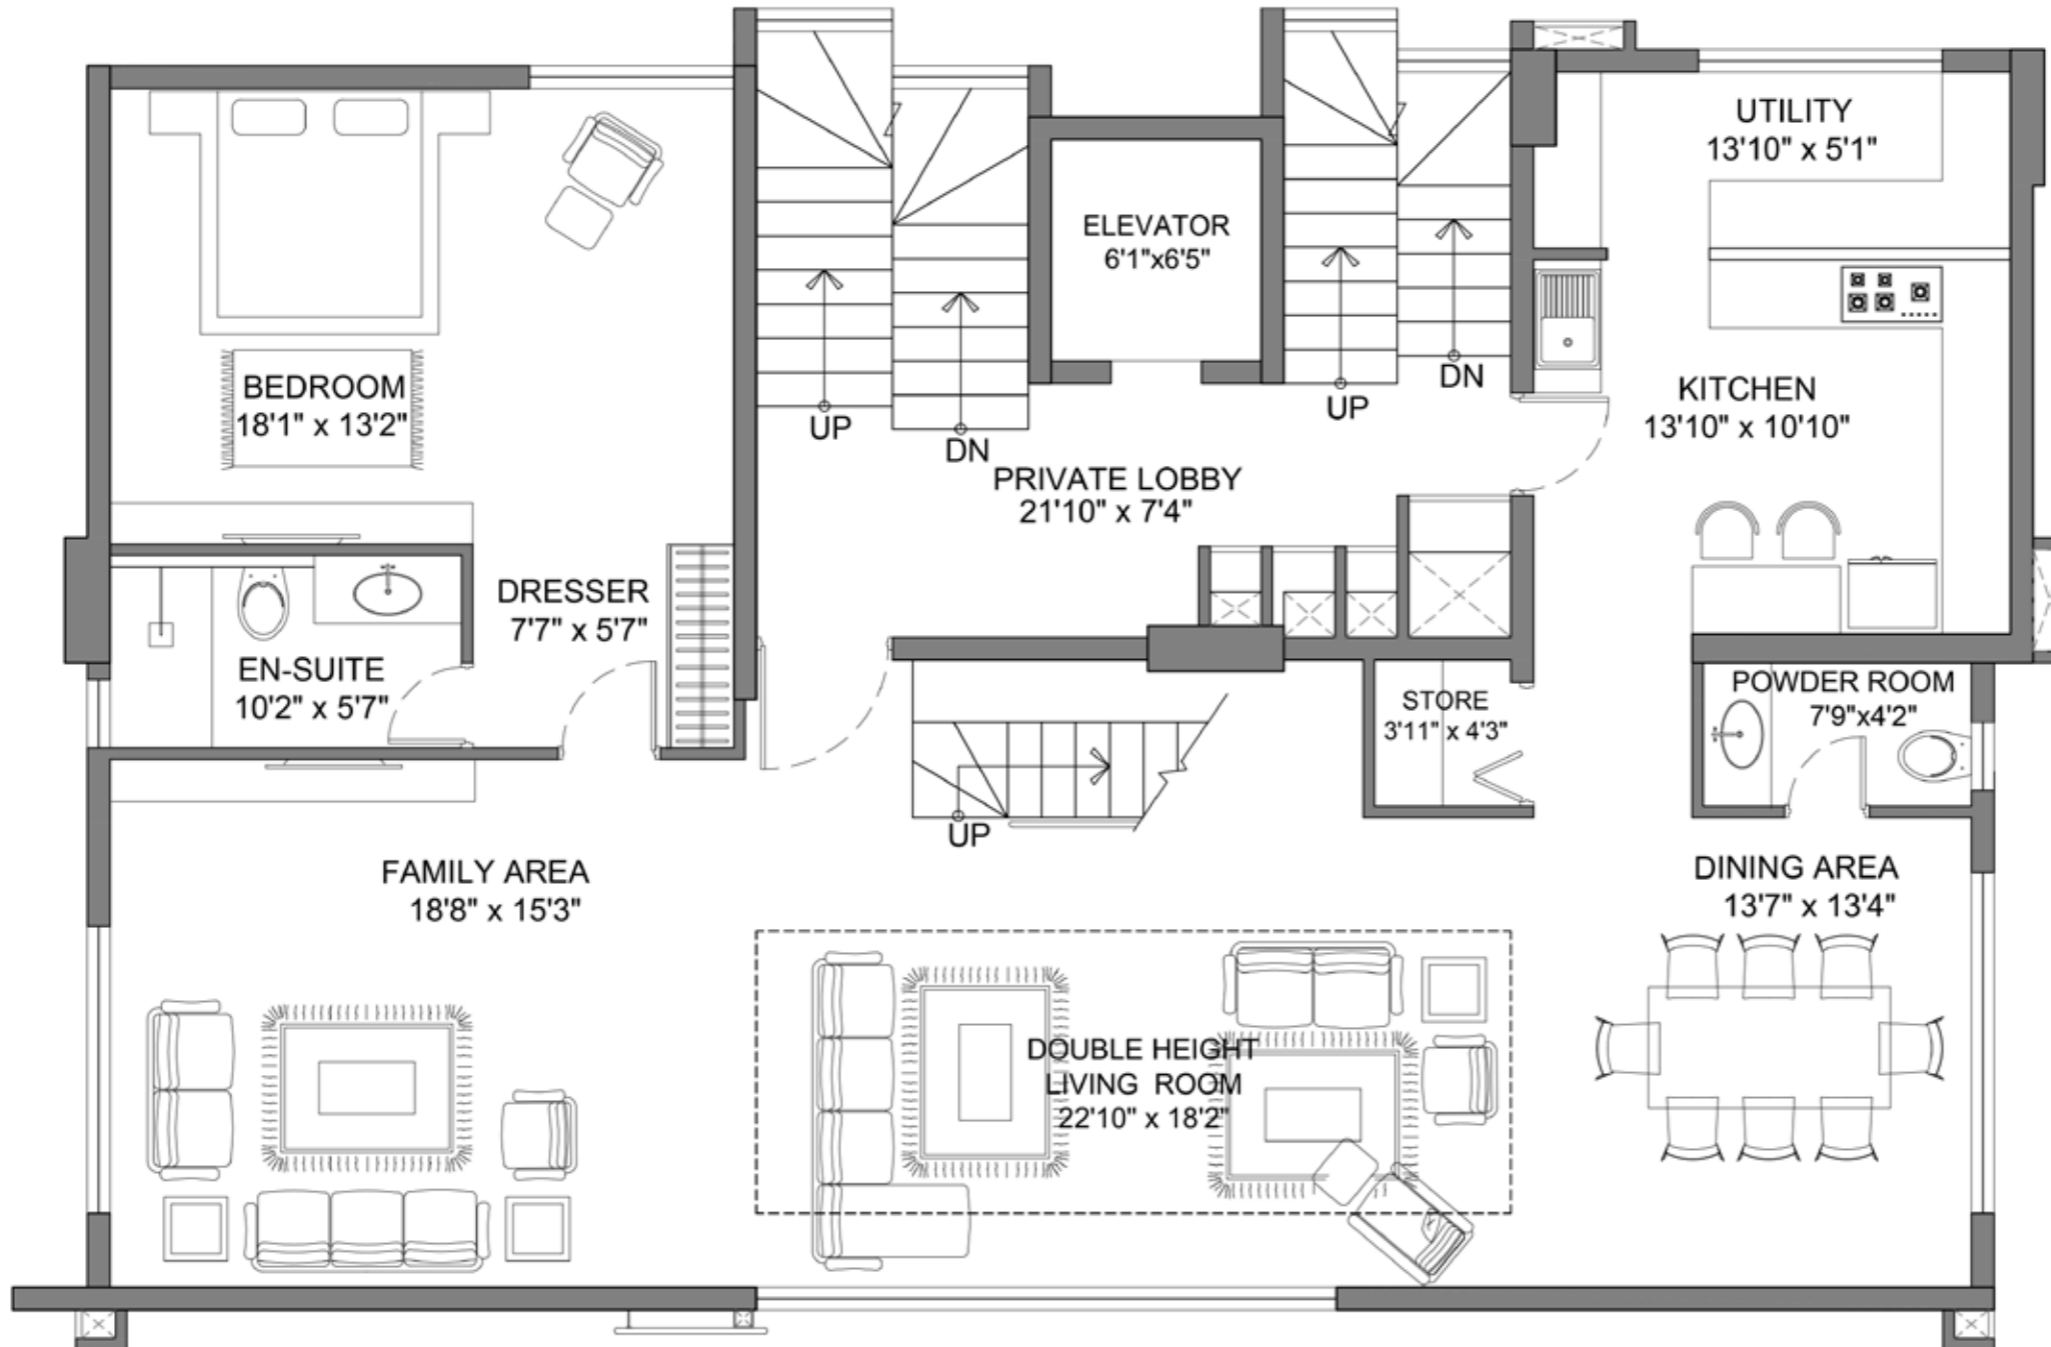 UTILITY
13'10" x 5'1"
ELEVATOR
6'1"x6'5"
BEDROOM
18'1" x 13'2"
UP
DN
UP
DN
KITCHEN
13'10" x 10'10"
PRIVATE LOBBY
21'10" x 7'4"
DRESSER
7'7" x 5'7"
EN-SUITE
10'2" x 5'7"
STORE
3'11" x 4'3"
POWDER ROOM
7'9"x4'2"
UP
FAMILY AREA
18'8" x 15'3"
DINING AREA
13'7" x 13'4"
DOUBLE HEIGHT
LIVING ROOM
22'10" x 18'2"